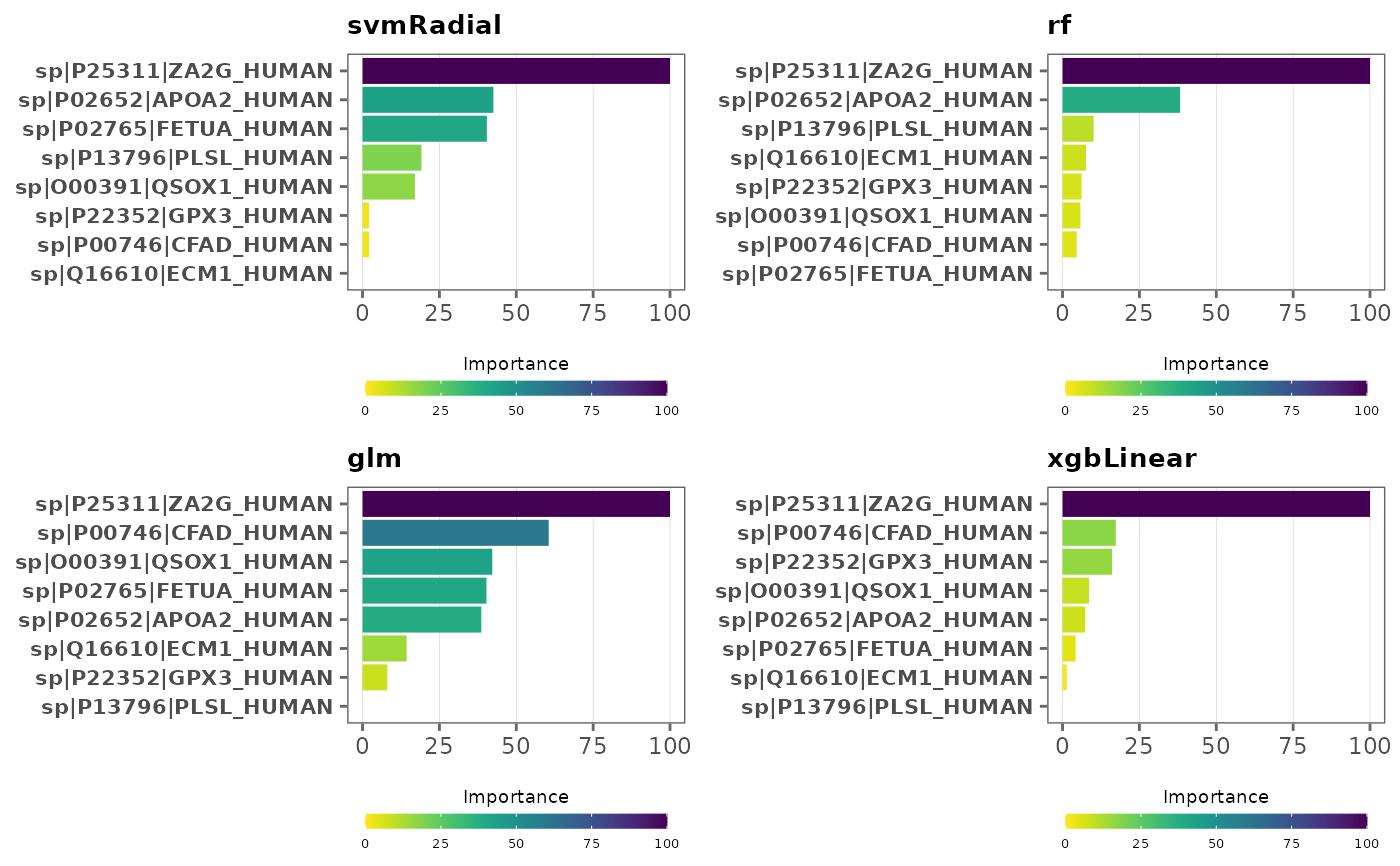 svmRadial
sp|P25311|ZA2G_HUMAN
sp|P02652|APOA2_HUMAN
sp|P02765|FETUA_HUMAN
sp|P13796|PLSL_HUMAN
sp|O00391|QSOX1_HUMAN
sp|P22352|GPX3_HUMAN
sp|P00746|CFAD_HUMAN
sp|Q16610|ECM1_HUMAN
0 25 50 75 100
Importance
0 25 50 75 100
rf
sp|P25311|ZA2G_HUMAN
sp|P02652|APOA2_HUMAN
sp|P13796|PLSL_HUMAN
sp|Q16610|ECM1_HUMAN
sp|P22352|GPX3_HUMAN
sp|O00391|QSOX1_HUMAN
sp|P00746|CFAD_HUMAN
sp|P02765|FETUA_HUMAN
0 25 50 75 100
Importance
0 25 50 75 100
glm
sp|P25311|ZA2G_HUMAN
sp|P00746|CFAD_HUMAN
sp|O00391|QSOX1_HUMAN
sp|P02765|FETUA_HUMAN
sp|P02652|APOA2_HUMAN
sp|Q16610|ECM1_HUMAN
sp|P22352|GPX3_HUMAN
sp|P13796|PLSL_HUMAN
0 25 50 75 100
Importance
0 25 50 75 100
xgbLinear
sp|P25311|ZA2G_HUMAN
sp|P00746|CFAD_HUMAN
sp|P22352|GPX3_HUMAN
sp|O00391|QSOX1_HUMAN
sp|P02652|APOA2_HUMAN
sp|P02765|FETUA_HUMAN
sp|Q16610|ECM1_HUMAN
sp|P13796|PLSL_HUMAN
0 25 50 75 100
Importance
0 25 50 75 100